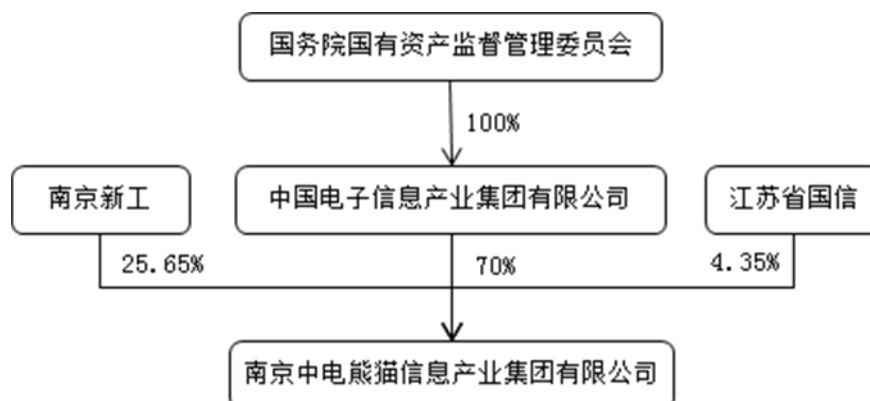 国务院国有资产监督管理委员会
100%
南京新工
中国电子信息产业集团有限公司
江苏省国信
25.65%
70%
4.35%
南京中电熊猫信息产业集团有限公司